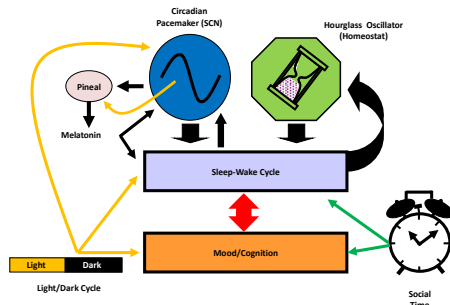 Circadian
Pacemaker (SCN)
Hourglass Oscillator
(Homeostat)
Pineal
Melatonin
Sleep-Wake Cycle
Mood/Cognition
Light
Dark
Light/Dark Cycle
Social
Time